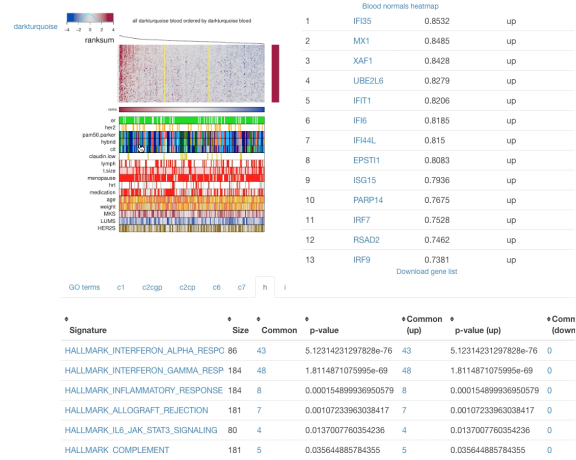 darkturquoise
-4 -2 0 2 4
all darkturquoise blood ordered by darkturquoise blood
ranksum
er
her2
pam50.parker
hybrid
cit
claudin.low
lymph
t.size
menopause
hrt
medication
age
weight
MKS
LUMS
HER2S
Blood normals heatmap
1 IFI35 0.8532 up
2 MX1 0.8485 up
3 XAF1 0.8428 up
4 UBE2L6 0.8279 up
5 IFIT1 0.8206 up
6 IFI6 0.8185 up
7 IFI44L 0.815 up
8 EPSTI1 0.8083 up
9 ISG15 0.7936 up
10 PARP14 0.7675 up
11 IRF7 0.7528 up
12 RSAD2 0.7462 up
13 IRF9 0.7381 up
Download gene list
GO terms c1 c2cgp c2cp c6 c7 h i
Signature Size Common p-value Common (up) p-value (up) Comm (down
HALLMARK_INTERFERON_ALPHA_RESPO 86 43 5.12314231297828e-76 43 5.12314231297828e-76 0
HALLMARK_INTERFERON_GAMMA_RESP 184 48 1.8114871075995e-69 48 1.8114871075995e-69 0
HALLMARK_INFLAMMATORY_RESPONSE 184 8 0.000154899936950579 8 0.000154899936950579 0
HALLMARK_ALLOGRAFT_REJECTION 181 7 0.00107233963038417 7 0.00107233963038417 0
HALLMARK_IL6_JAK_STAT3_SIGNALING 80 4 0.0137007760354236 4 0.0137007760354236 0
HALLMARK_COMPLEMENT 181 5 0.035644885784355 5 0.035644885784355 0